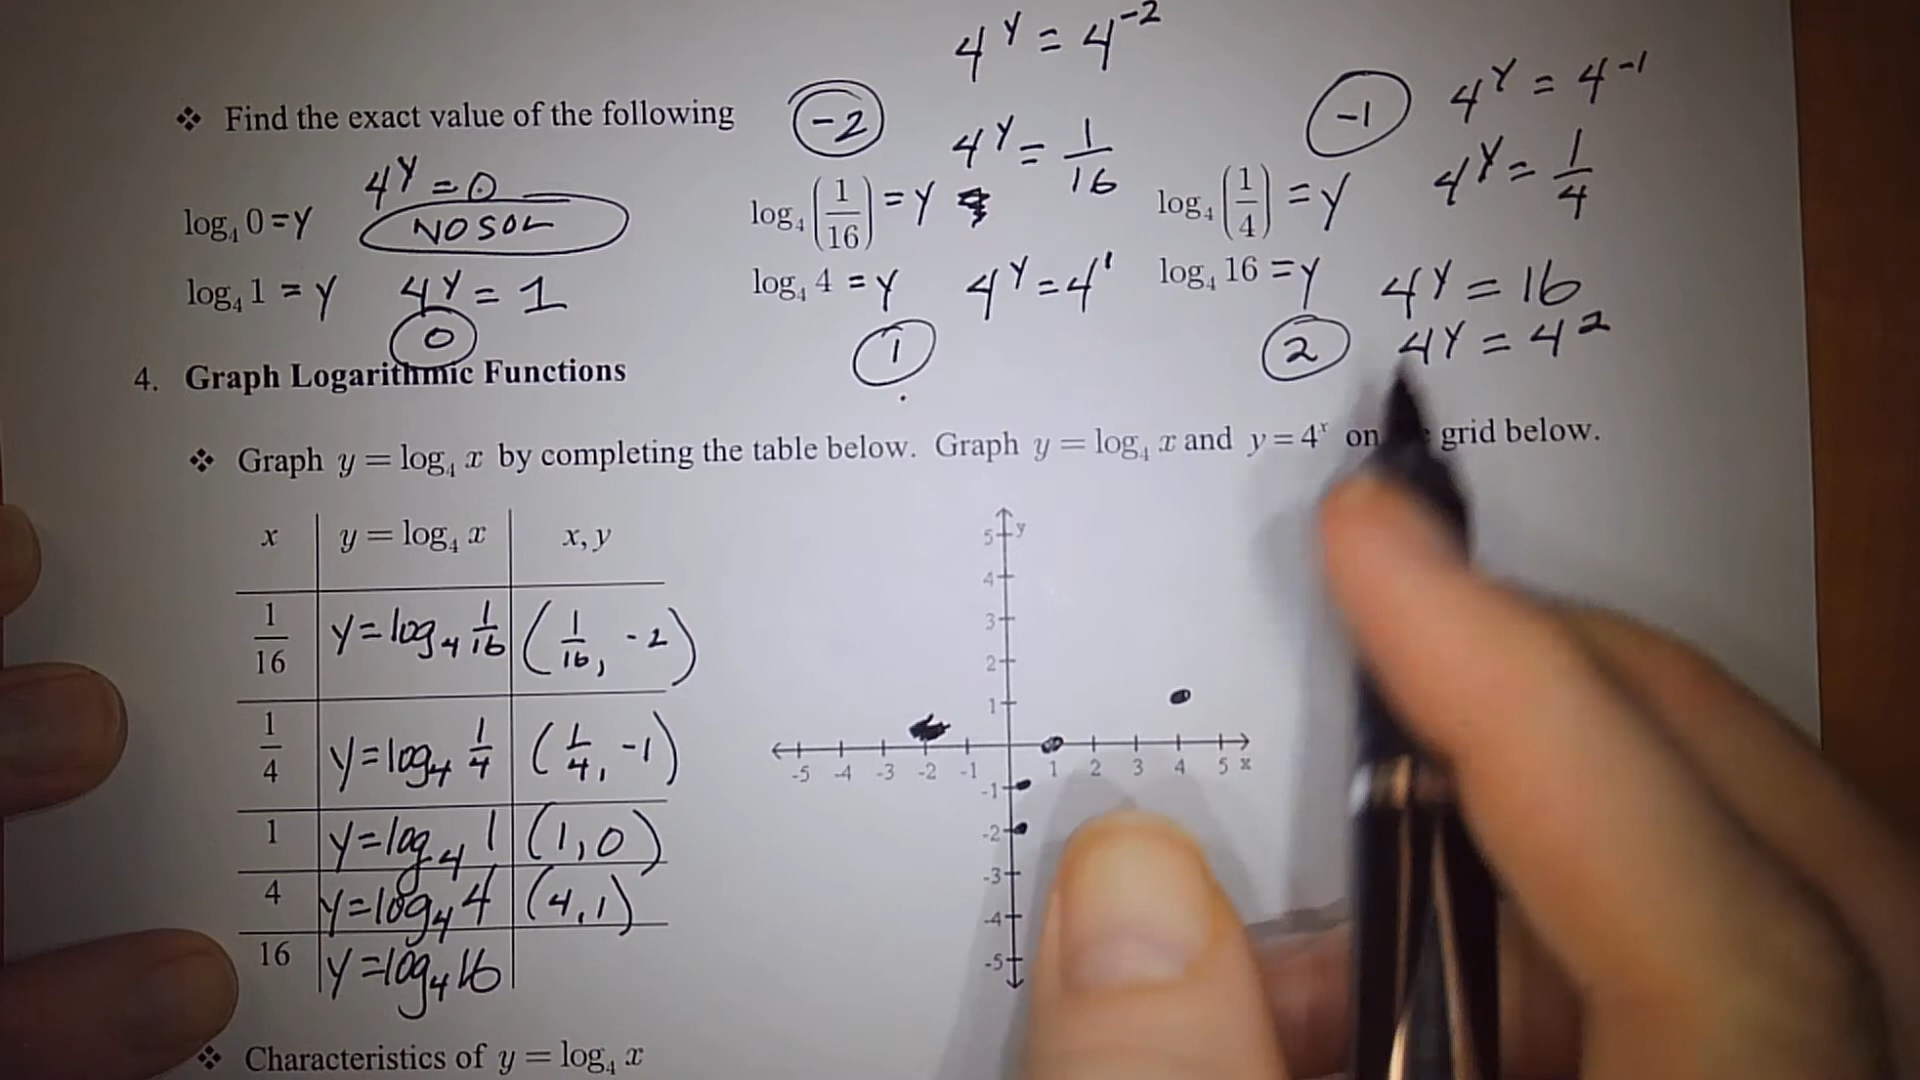 4^y = 4^-2
❖ Find the exact value of the following
-2
-1
4^y = 4^-1
4^y = 0
4^y = 1/16
4^y = 1/4
log₄ 0 = y
NO SOL
log₄ (1/16) = y
log₄ (1/4) = y
log₄ 1 = y
4^y = 1
log₄ 4 = y
4^y = 4^1
log₄ 16 = y
4^y = 16
0
1
2
4^y = 4^2
4. Graph Logarithmic Functions
❖ Graph y = log₄ x by completing the table below. Graph y = log₄ x and y = 4^x on grid below.
x y = log₄ x x, y
1/16 y = log₄ 1/16 (1/16, -2)
1/4 y = log₄ 1/4 (1/4, -1)
1 y = log₄ 1 (1, 0)
4 y = log₄ 4 (4, 1)
16 y = log₄ 16
5 y
4
3
2
1
-5 -4 -3 -2 -1 1 2 3 4 5 x
-1
-2
-3
-4
-5
❖ Characteristics of y = log₄ x